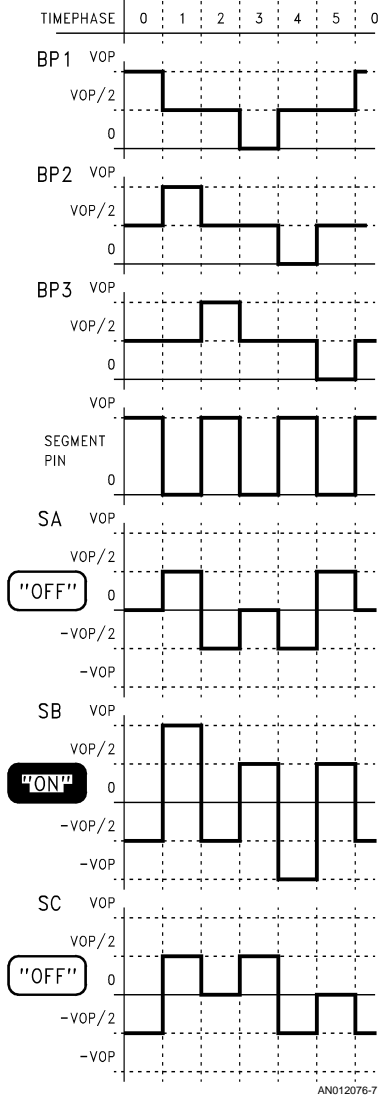 TIMEPHASE 0 1 2 3 4 5 0
BP1 VOP
VOP/2
0
BP2 VOP
VOP/2
0
BP3 VOP
VOP/2
0
VOP
SEGMENT
PIN
0
SA VOP
VOP/2
"OFF" 0
-VOP/2
-VOP
SB VOP
VOP/2
"ON" 0
-VOP/2
-VOP
SC VOP
VOP/2
"OFF" 0
-VOP/2
-VOP
AN012076-7